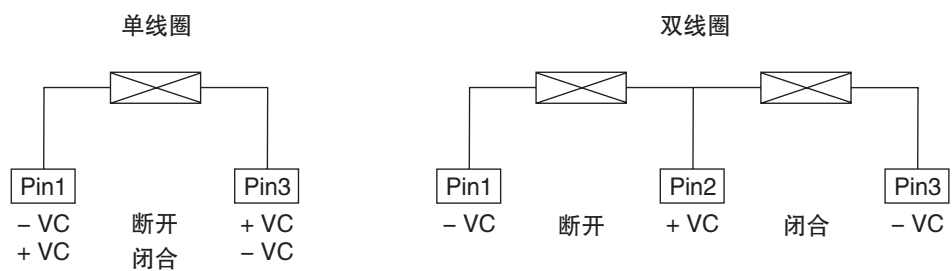 单线圈 双线圈
Pin1 Pin3 Pin1 Pin2 Pin3
– VC 断开 + VC – VC 断开 + VC 闭合 – VC
+ VC 闭合 – VC